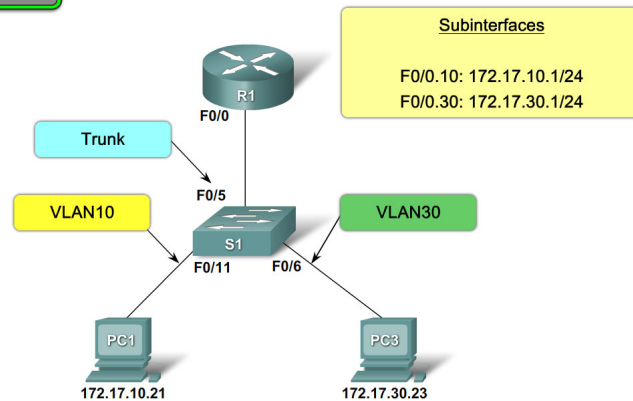 Subinterfaces
F0/0.10: 172.17.10.1/24
F0/0.30: 172.17.30.1/24
R1
F0/0
Trunk
F0/5
VLAN10
VLAN30
S1
F0/11
F0/6
PC1
PC3
172.17.10.21
172.17.30.23